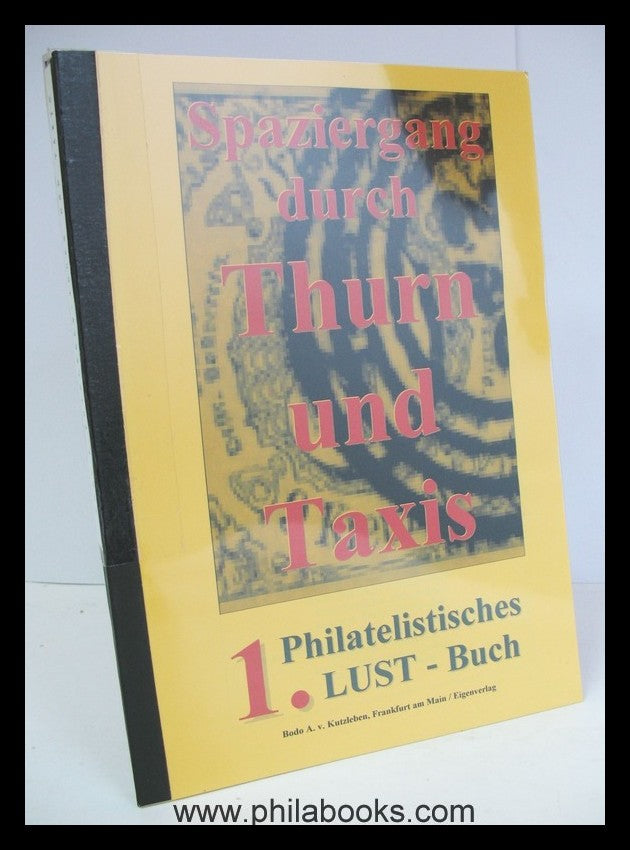 Spaziergang
durch
Thurn
und
Taxis
1. Philatelistisches
LUST - Buch
Bodo A. v. Kutzleben, Frankfurt am Main / Eigenverlag
www.philabooks.com